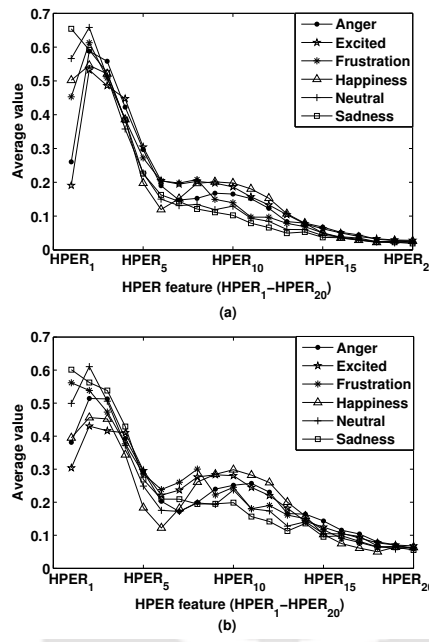 0.7
0.6
0.5
0.4
0.3
0.2
0.1
0
Average value
Anger
Excited
Frustration
Happiness
Neutral
Sadness
HPER1 HPER5 HPER10 HPER15 HPER20
HPER feature (HPER1−HPER20)
(a)
0.7
0.6
0.5
0.4
0.3
0.2
0.1
0
Average value
Anger
Excited
Frustration
Happiness
Neutral
Sadness
HPER1 HPER5 HPER10 HPER15 HPER20
HPER feature (HPER1−HPER20)
(b)